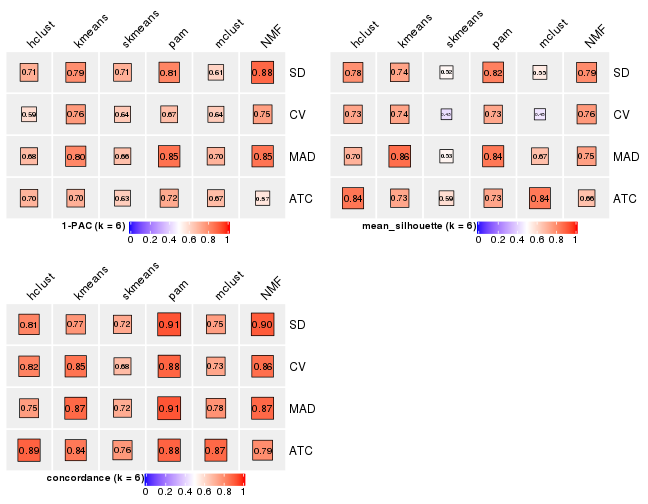 hclust kmeans skmeans pam mclust NMF
0.71 0.79 0.71 0.81 0.61 0.88 SD
0.59 0.76 0.64 0.67 0.64 0.75 CV
0.68 0.80 0.66 0.85 0.70 0.85 MAD
0.70 0.70 0.63 0.72 0.67 0.57 ATC
1-PAC (k = 6)
0 0.2 0.4 0.6 0.8 1
hclust kmeans skmeans pam mclust NMF
0.78 0.74 0.52 0.82 0.55 0.79 SD
0.73 0.74 0.73 0.76 CV
0.70 0.86 0.53 0.84 0.67 0.75 MAD
0.84 0.73 0.59 0.73 0.84 0.66 ATC
mean_silhouette (k = 6)
0 0.2 0.4 0.6 0.8 1
hclust kmeans skmeans pam mclust NMF
0.81 0.77 0.72 0.91 0.75 0.90 SD
0.82 0.85 0.68 0.88 0.73 0.86 CV
0.75 0.87 0.72 0.91 0.78 0.87 MAD
0.89 0.84 0.76 0.88 0.87 0.79 ATC
concordance (k = 6)
0 0.2 0.4 0.6 0.8 1